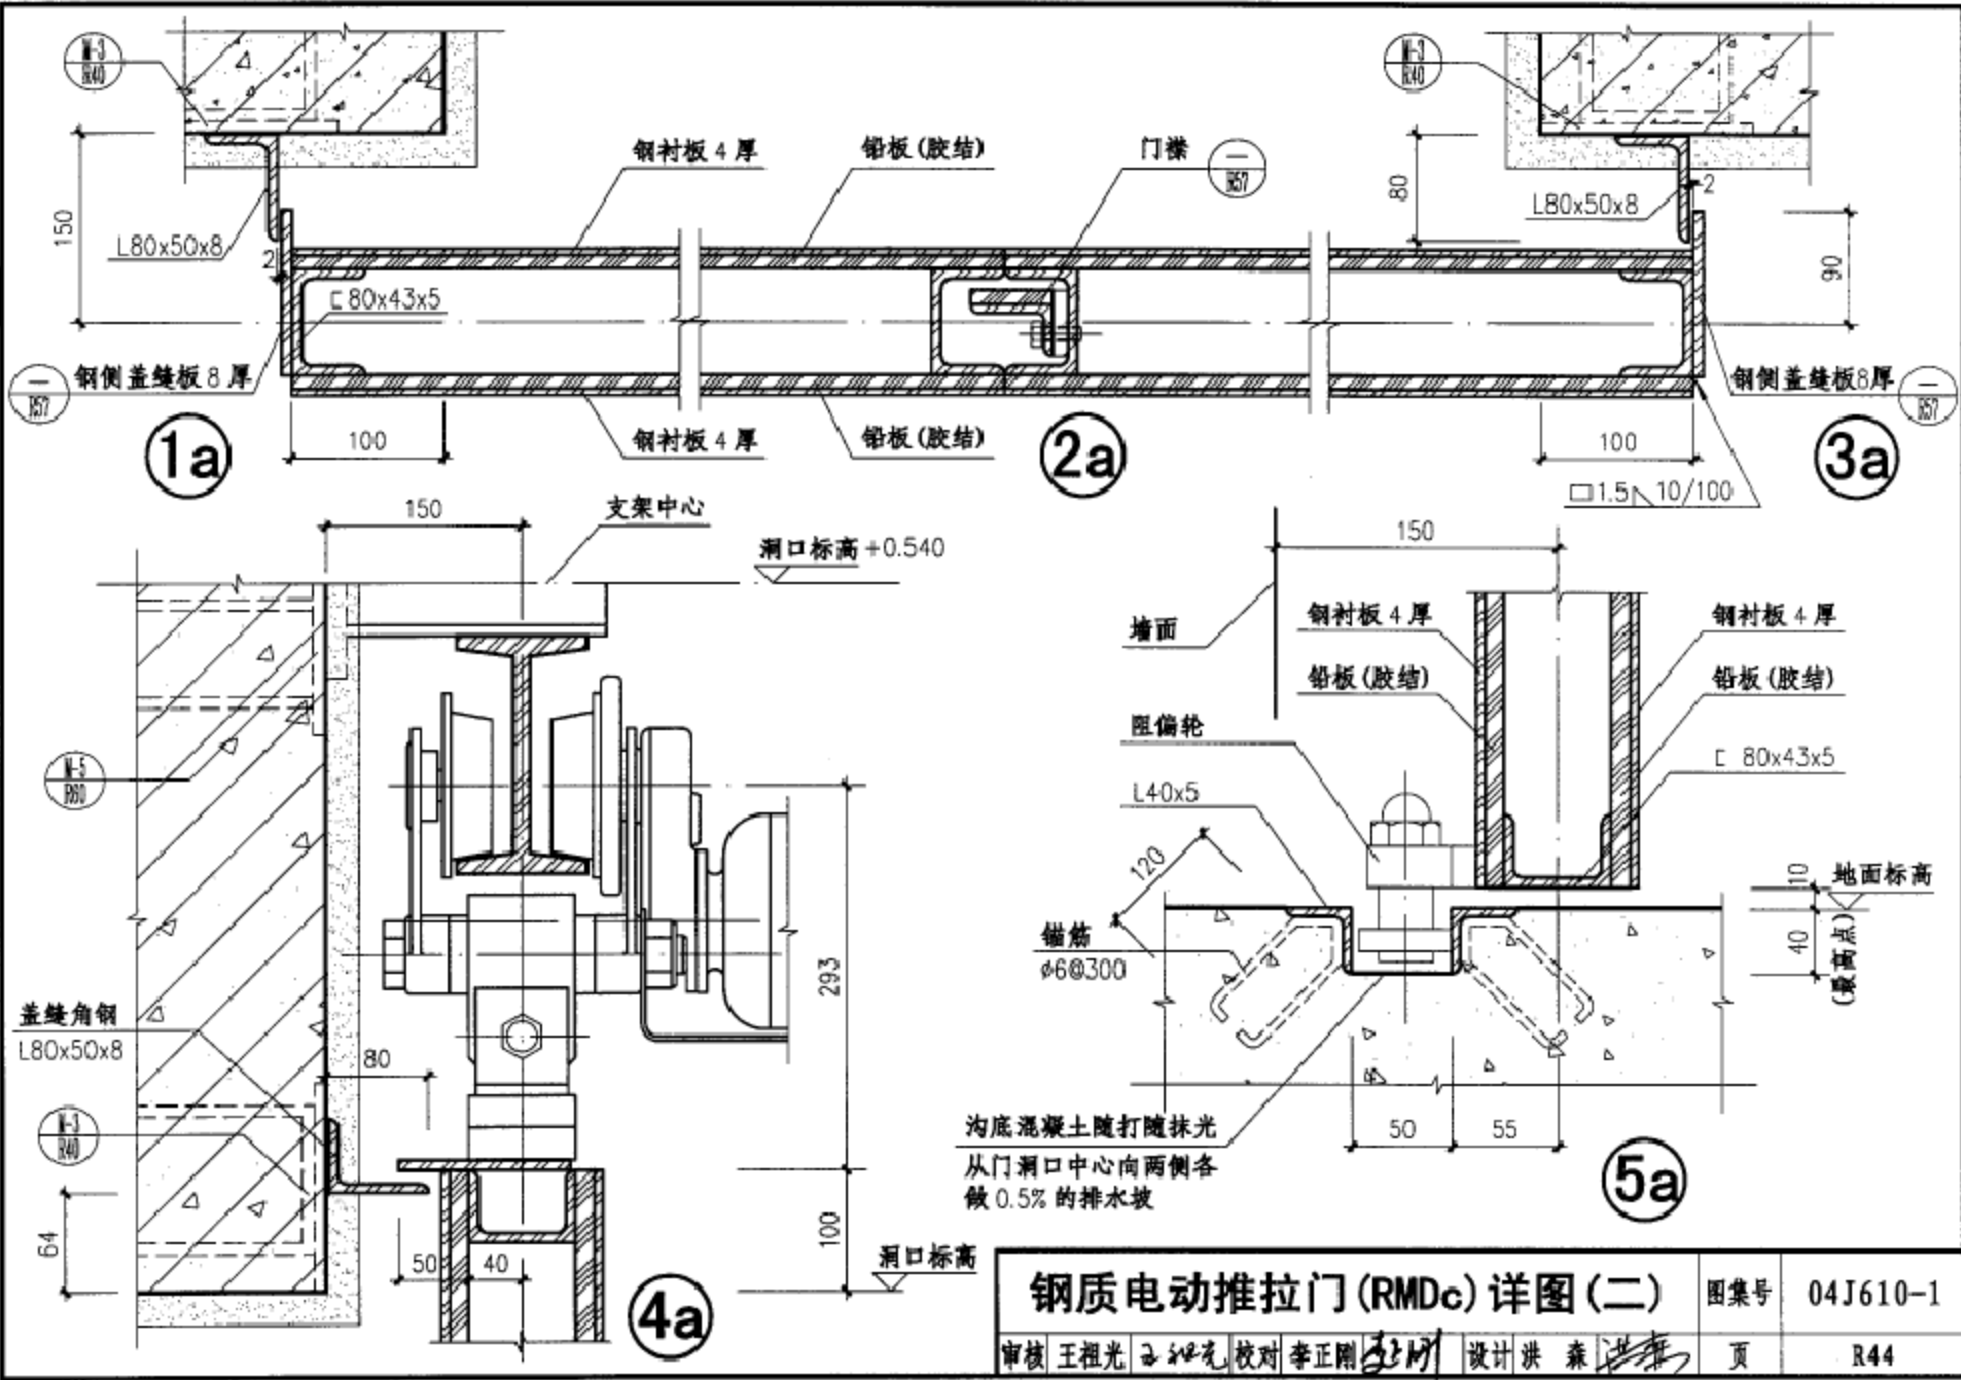 M-3
R40
M-3
R40
钢衬板 4 厚
铅板(胶结)
门襟
—
R57
150
L80x50x8
2
80
L80x50x8
2
90
⊏ 80x43x5
—
R57
钢侧盖缝板 8 厚
钢侧盖缝板8厚
—
R57
1a
100
钢衬板 4 厚
铅板(胶结)
2a
100
3a
□1.5 10/100
150
支架中心
洞口标高 +0.540
150
墙面
钢衬板 4 厚
钢衬板 4 厚
铅板(胶结)
铅板(胶结)
阻偏轮
⊏ 80x43x5
M-5
R60
L40x5
120
10
地面标高
锚筋
ø6@300
40
(最高点)
293
盖缝角钢
L80x50x8
80
M-3
R40
沟底混凝土随打随抹光
从门洞口中心向两侧各
做 0.5% 的排水坡
50
55
5a
64
50
40
100
洞口标高
4a
钢质电动推拉门(RMDc)详图(二)
图集号
04J610-1
审核
王祖光
校对
李正刚
设计
洪 森
页
R44